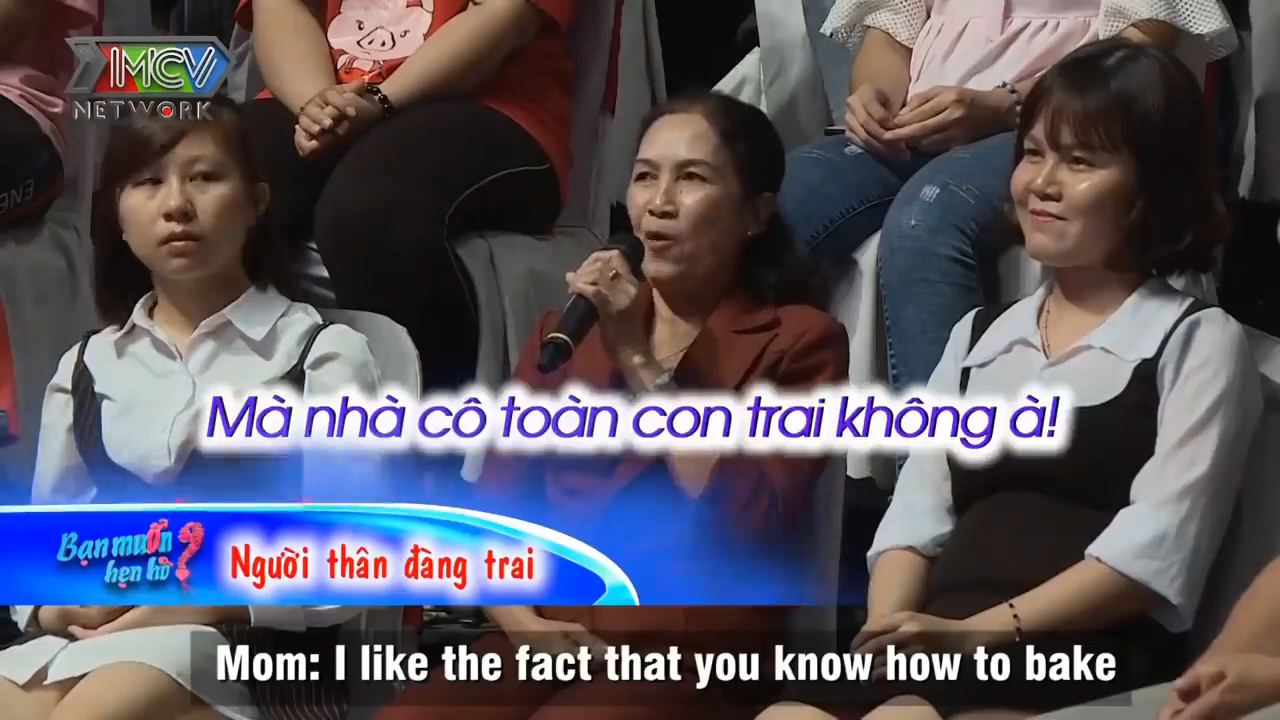 MCV
NETWORK
ENG
Mà nhà cô toàn con trai không à!
Bạn muốn
hẹn hò?
Người thân đàng trai
Mom: I like the fact that you know how to bake